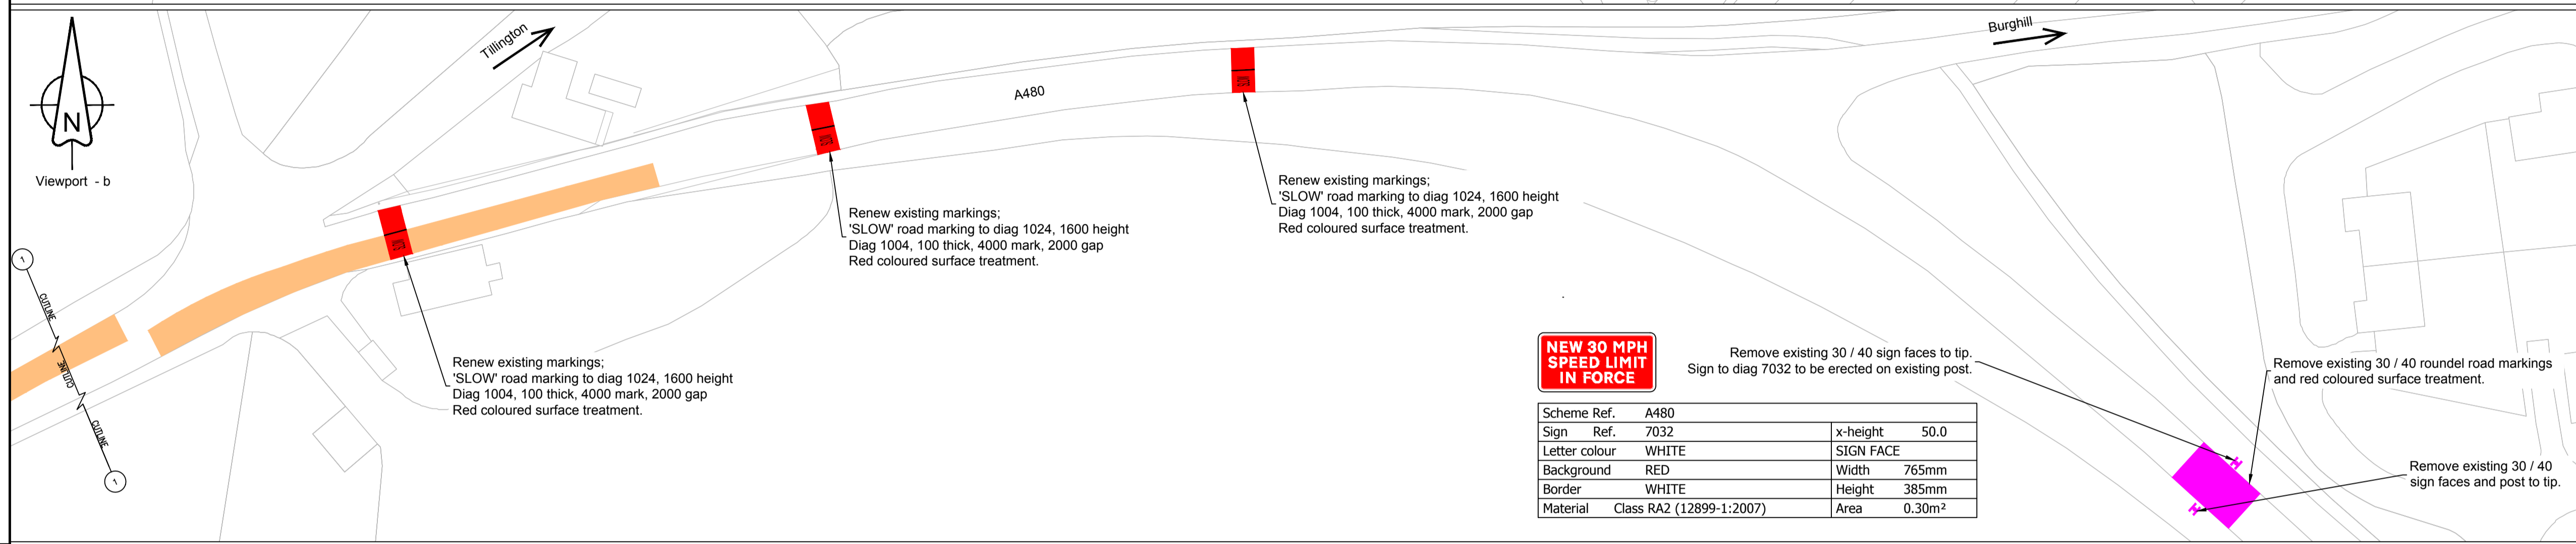 N
Viewport - b
Tillington
A480
Burghill
1
CUTLINE
CUTLINE
CUTLINE
1
Renew existing markings;
'SLOW' road marking to diag 1024, 1600 height
Diag 1004, 100 thick, 4000 mark, 2000 gap
Red coloured surface treatment.
Renew existing markings;
'SLOW' road marking to diag 1024, 1600 height
Diag 1004, 100 thick, 4000 mark, 2000 gap
Red coloured surface treatment.
Renew existing markings;
'SLOW' road marking to diag 1024, 1600 height
Diag 1004, 100 thick, 4000 mark, 2000 gap
Red coloured surface treatment.
NEW 30 MPH
SPEED LIMIT
IN FORCE
Remove existing 30 / 40 sign faces to tip.
Sign to diag 7032 to be erected on existing post.
Scheme Ref. A480
Sign Ref. 7032 x-height 50.0
Letter colour WHITE SIGN FACE
Background RED Width 765mm
Border WHITE Height 385mm
Material Class RA2 (12899-1:2007) Area 0.30m²
Remove existing 30 / 40 roundel road markings
and red coloured surface treatment.
Remove existing 30 / 40
sign faces and post to tip.